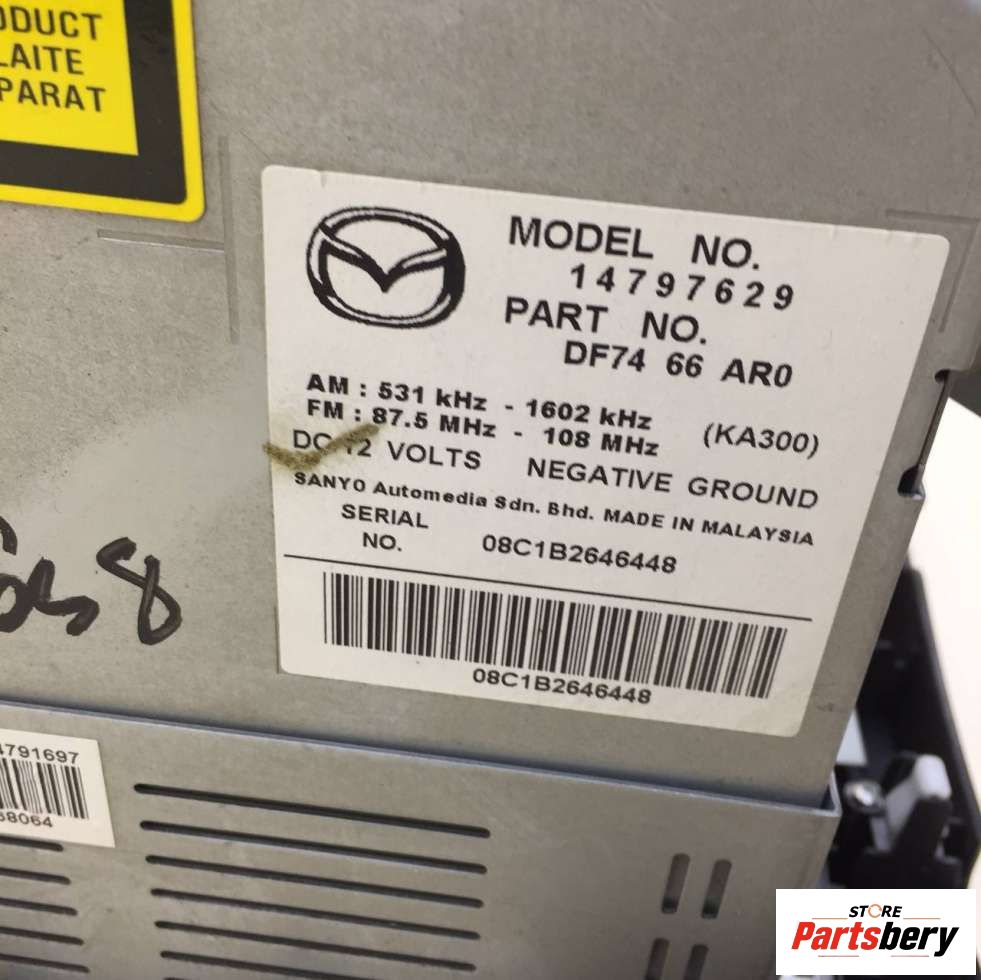 ODUCT
LAITE
PARAT
MODEL NO.
14797629
PART NO.
DF74 66 AR0
AM : 531 kHz - 1602 kHz
FM : 87.5 MHz - 108 MHz (KA300)
DC 12 VOLTS NEGATIVE GROUND
SANYO Automedia Sdn. Bhd. MADE IN MALAYSIA
SERIAL
NO. 08C1B2646448
08C1B2646448
4791697
68064
STORE
Partsbery